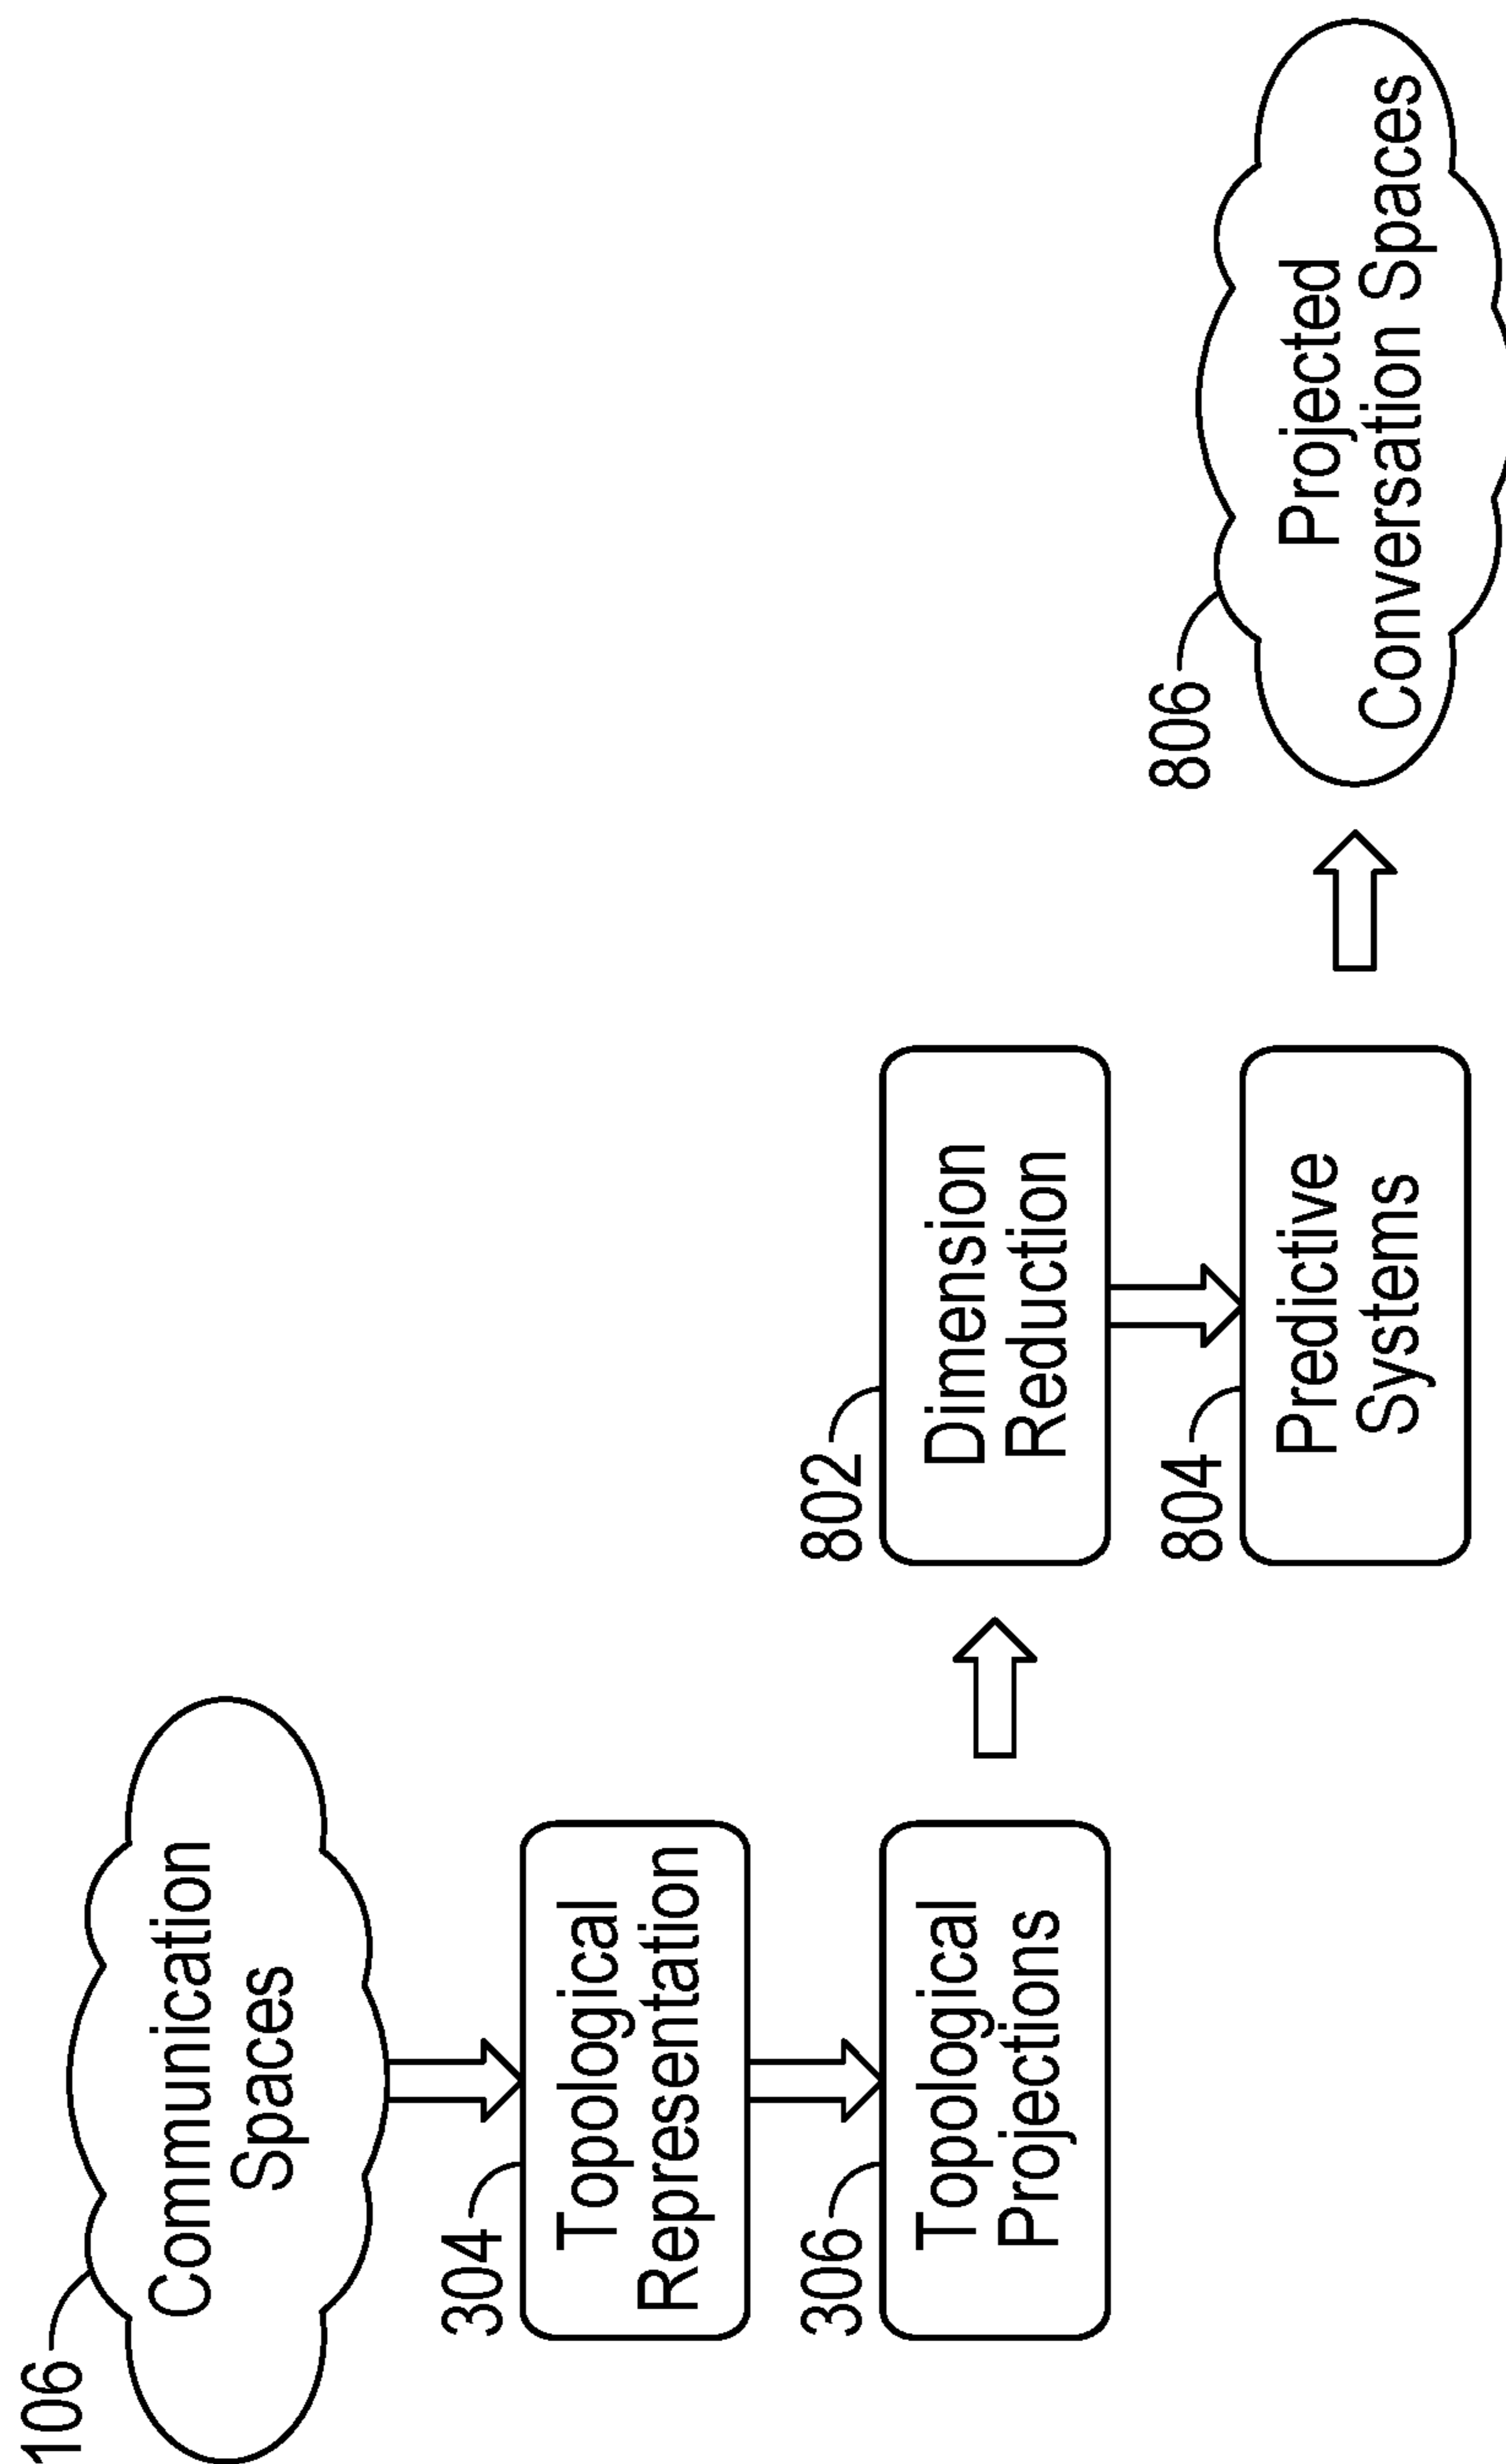 106
Communication
Spaces
304
Topological
Representation
306
Topological
Projections
802
Dimension
Reduction
804
Predictive
Systems
806
Projected
Conversation Spaces